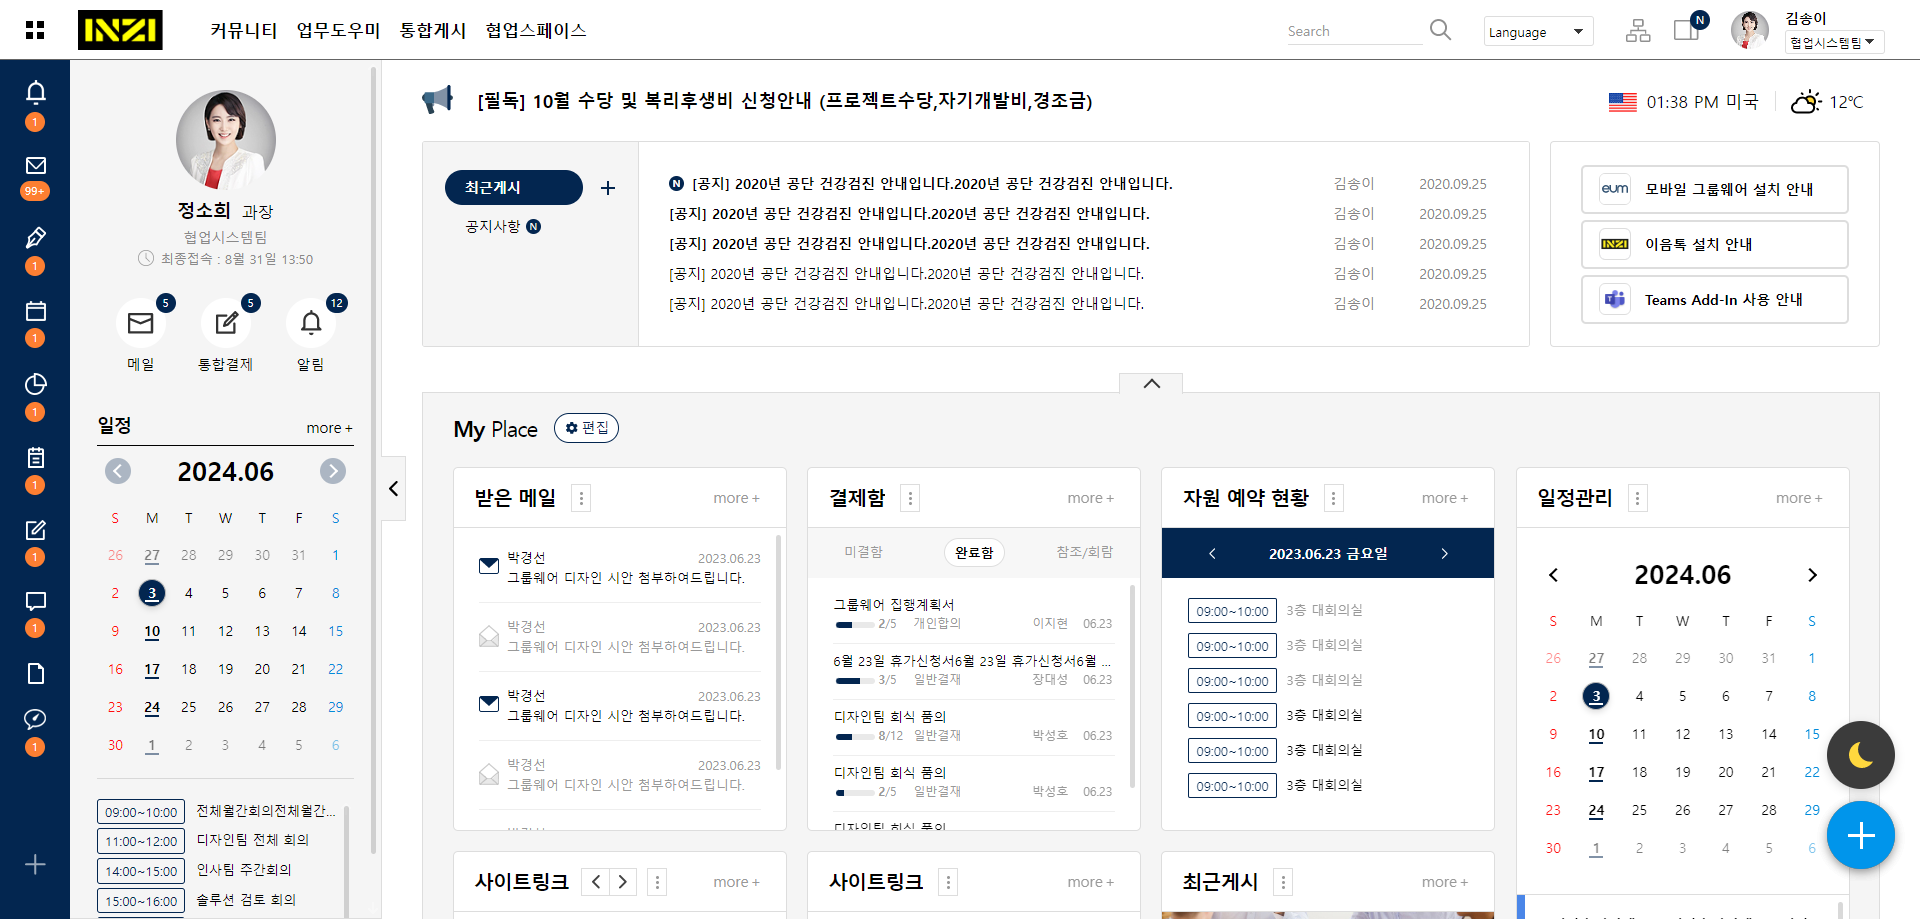 INZI
커뮤니티 업무도우미 통합게시 협업스페이스
Search
Language
N
김송이
협업시스템팀
1
99+
1
1
1
1
1
1
1
정소희 과장
협업시스템팀
최종접속 : 8월 31일 13:50
5 5 12
메일 통합결제 알림
일정 more +
2024.06
S M T W T F S
26 27 28 29 30 31 1
2 3 4 5 6 7 8
9 10 11 12 13 14 15
16 17 18 19 20 21 22
23 24 25 26 27 28 29
30 1 2 3 4 5 6
09:00~10:00 전체월간회의전체월간...
11:00~12:00 디자인팀 전체 회의
14:00~15:00 인사팀 주간회의
15:00~16:00 솔루션 검토 회의
[필독] 10월 수당 및 복리후생비 신청안내 (프로젝트수당,자기개발비,경조금)
01:38 PM 미국 12℃
최근게시
공지사항 N
N [공지] 2020년 공단 건강검진 안내입니다.2020년 공단 건강검진 안내입니다. 김송이 2020.09.25
[공지] 2020년 공단 건강검진 안내입니다.2020년 공단 건강검진 안내입니다. 김송이 2020.09.25
[공지] 2020년 공단 건강검진 안내입니다.2020년 공단 건강검진 안내입니다. 김송이 2020.09.25
[공지] 2020년 공단 건강검진 안내입니다.2020년 공단 건강검진 안내입니다. 김송이 2020.09.25
[공지] 2020년 공단 건강검진 안내입니다.2020년 공단 건강검진 안내입니다. 김송이 2020.09.25
eum 모바일 그룹웨어 설치 안내
INZI 이음톡 설치 안내
Teams Add-In 사용 안내
My Place 편집
받은 메일 more +
박경선 2023.06.23
그룹웨어 디자인 시안 첨부하여드립니다.
박경선 2023.06.23
그룹웨어 디자인 시안 첨부하여드립니다.
박경선 2023.06.23
그룹웨어 디자인 시안 첨부하여드립니다.
박경선 2023.06.23
그룹웨어 디자인 시안 첨부하여드립니다.
결제함 more +
미결함 완료함 참조/회람
그룹웨어 집행계획서
2/5 개인합의 이지현 06.23
6월 23일 휴가신청서6월 23일 휴가신청서6월 ...
3/5 일반결재 장대성 06.23
디자인팀 회식 품의
8/12 일반결재 박성호 06.23
디자인팀 회식 품의
2/5 일반결재 박성호 06.23
디자인팀 회식 품의
자원 예약 현황 more +
2023.06.23 금요일
09:00~10:00 3층 대회의실
09:00~10:00 3층 대회의실
09:00~10:00 3층 대회의실
09:00~10:00 3층 대회의실
09:00~10:00 3층 대회의실
09:00~10:00 3층 대회의실
일정관리 more +
2024.06
S M T W T F S
26 27 28 29 30 31 1
2 3 4 5 6 7 8
9 10 11 12 13 14 15
16 17 18 19 20 21 22
23 24 25 26 27 28 29
30 1 2 3 4 5 6
사이트링크 more +
사이트링크 more +
최근게시 more +